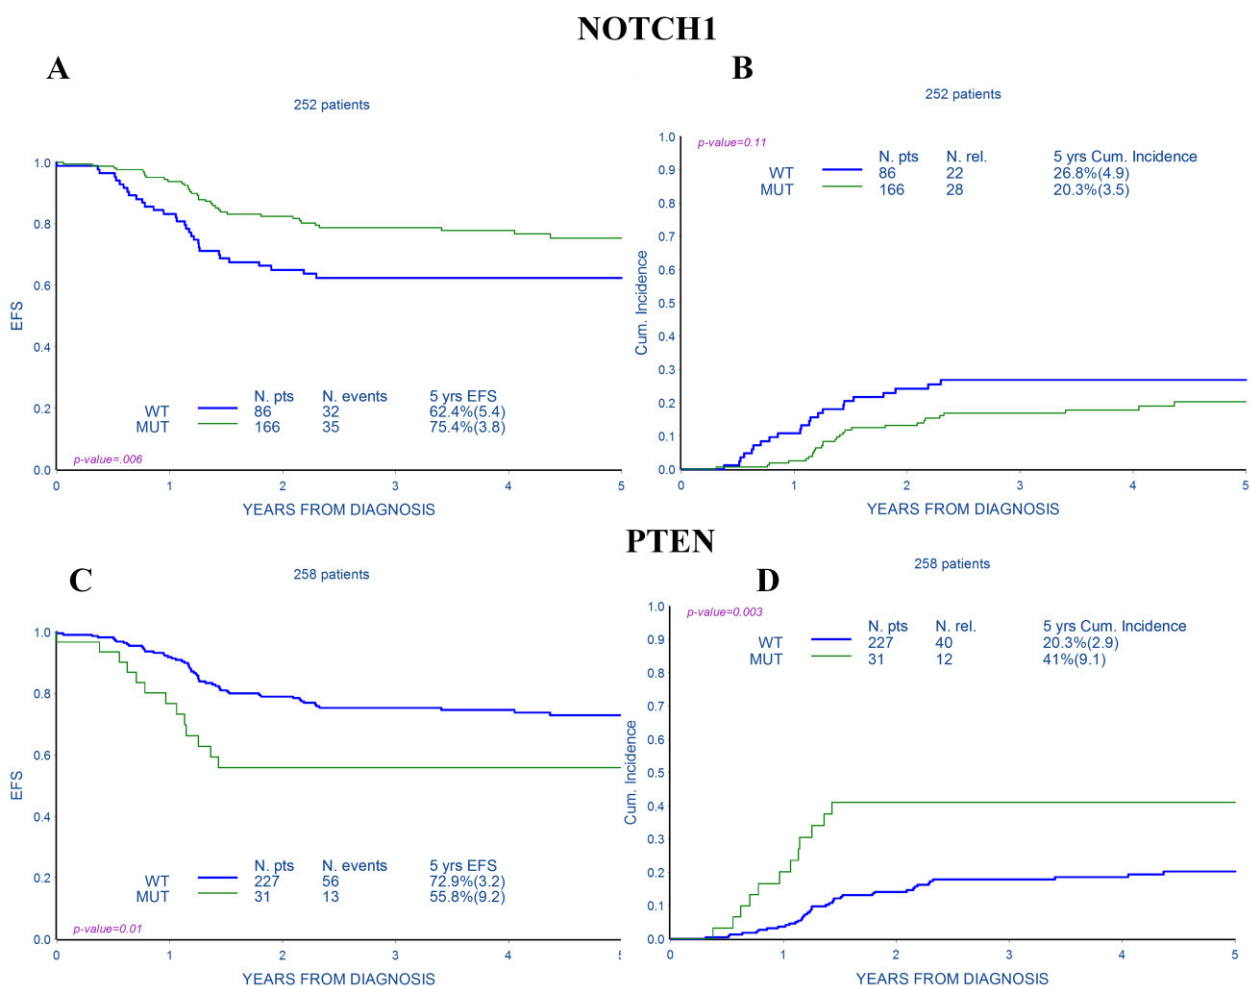 NOTCH1
A
252 patients
1.0
0.8
0.6
0.4
0.2
0.0
EFS
N. pts N. events 5 yrs EFS
WT 86 32 62.4%(5.4)
MUT 166 35 75.4%(3.8)
p-value=.006
0 1 2 3 4 5
YEARS FROM DIAGNOSIS
B
252 patients
p-value=0.11
N. pts N. rel. 5 yrs Cum. Incidence
WT 86 22 26.8%(4.9)
MUT 166 28 20.3%(3.5)
1.0
0.9
0.8
0.7
0.6
0.5
0.4
0.3
0.2
0.1
0.0
Cum. Incidence
0 1 2 3 4 5
YEARS FROM DIAGNOSIS
PTEN
C
258 patients
1.0
0.8
0.6
0.4
0.2
0.0
EFS
N. pts N. events 5 yrs EFS
WT 227 56 72.9%(3.2)
MUT 31 13 55.8%(9.2)
p-value=0.01
0 1 2 3 4
YEARS FROM DIAGNOSIS
D
258 patients
p-value=0.003
N. pts N. rel. 5 yrs Cum. Incidence
WT 227 40 20.3%(2.9)
MUT 31 12 41%(9.1)
1.0
0.9
0.8
0.7
0.6
0.5
0.4
0.3
0.2
0.1
0.0
Cum. Incidence
0 1 2 3 4 5
YEARS FROM DIAGNOSIS